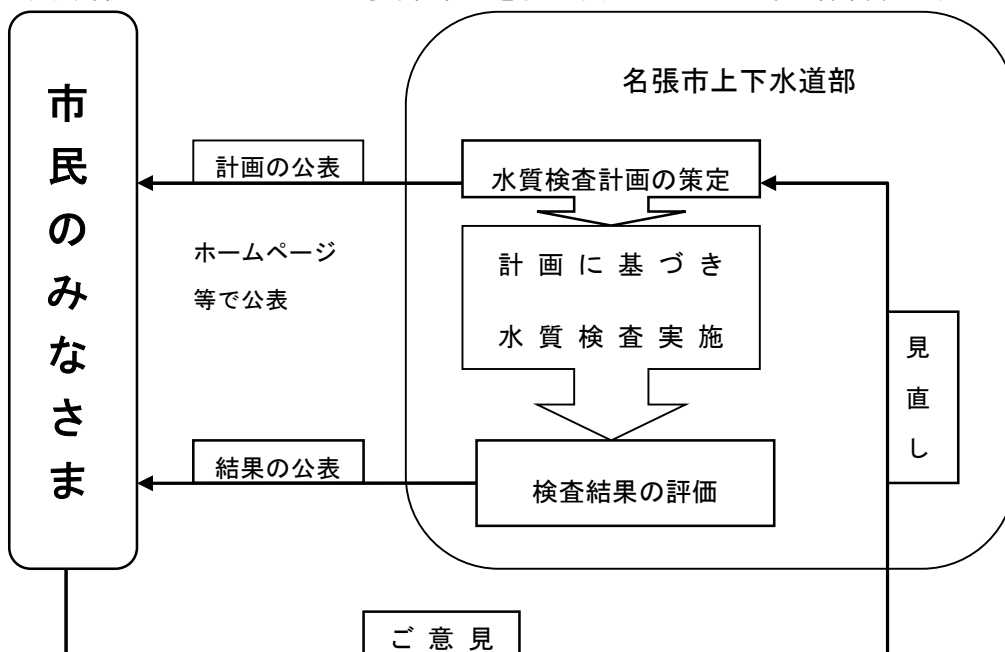 名張市上下水道部
市民のみなさま
計画の公表
水質検査計画の策定
ホームページ
等で公表
計画に基づき
水質検査実施
見直し
結果の公表
検査結果の評価
ご意見